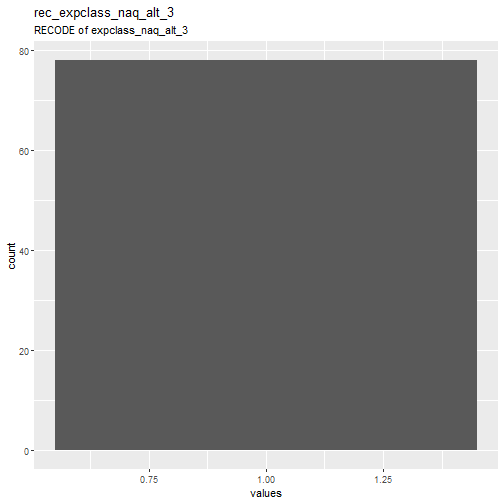 rec_expclass_naq_alt_3
RECODE of expclass_naq_alt_3
80
60
40
20
0
count
0.75 1.00 1.25
values